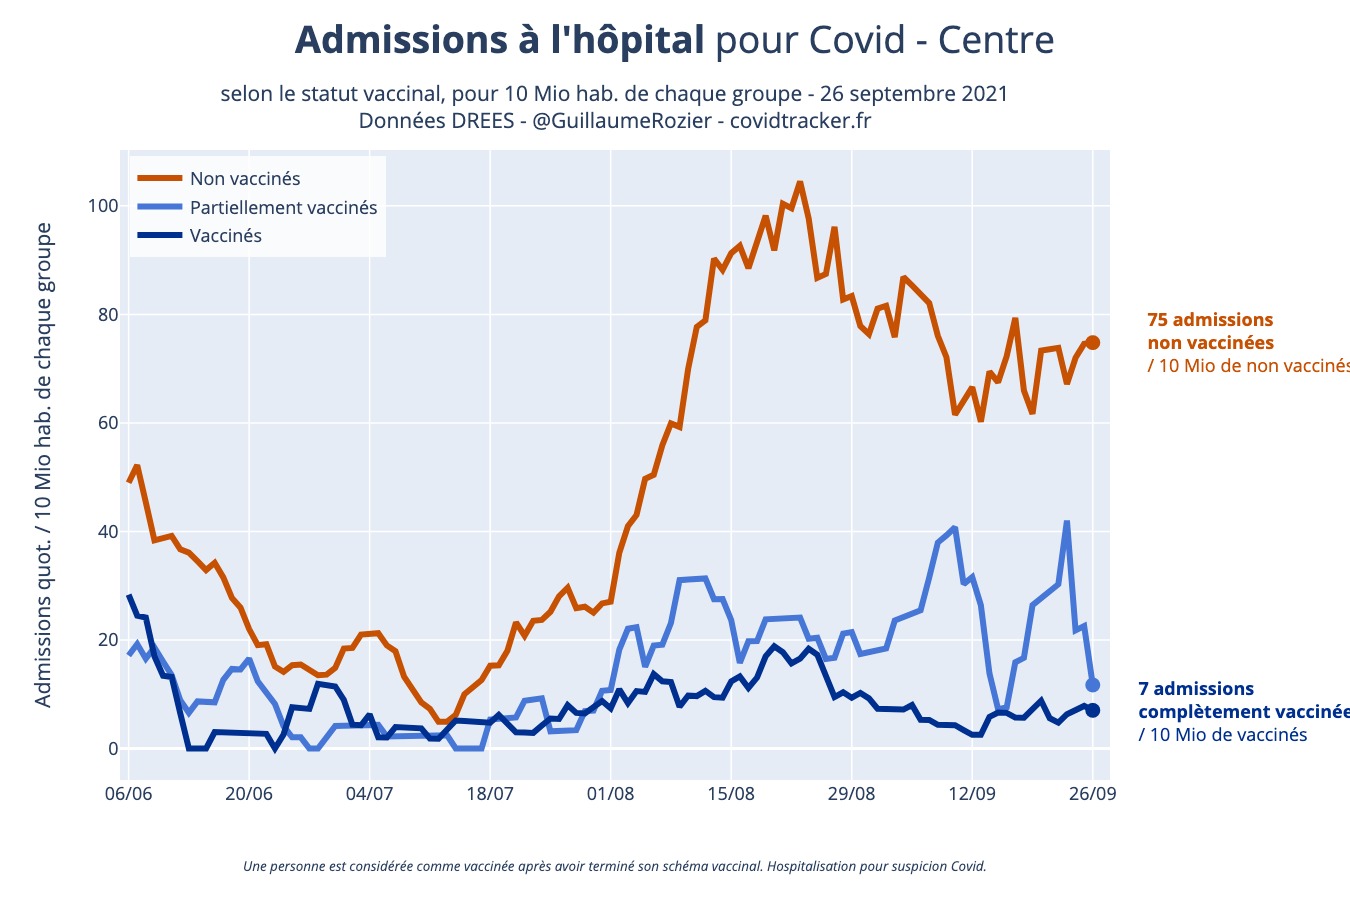 Admissions à l'hôpital pour Covid - Centre
selon le statut vaccinal, pour 10 Mio hab. de chaque groupe - 26 septembre 2021
Données DREES - @GuillaumeRozier - covidtracker.fr
Non vaccinés
Partiellement vaccinés
Vaccinés
Admissions quot. / 10 Mio hab. de chaque groupe
100
80
60
40
20
0
06/06
20/06
04/07
18/07
01/08
15/08
29/08
12/09
26/09
75 admissions
non vaccinées
/ 10 Mio de non vaccinés
7 admissions
complètement vaccinée
/ 10 Mio de vaccinés
Une personne est considérée comme vaccinée après avoir terminé son schéma vaccinal. Hospitalisation pour suspicion Covid.